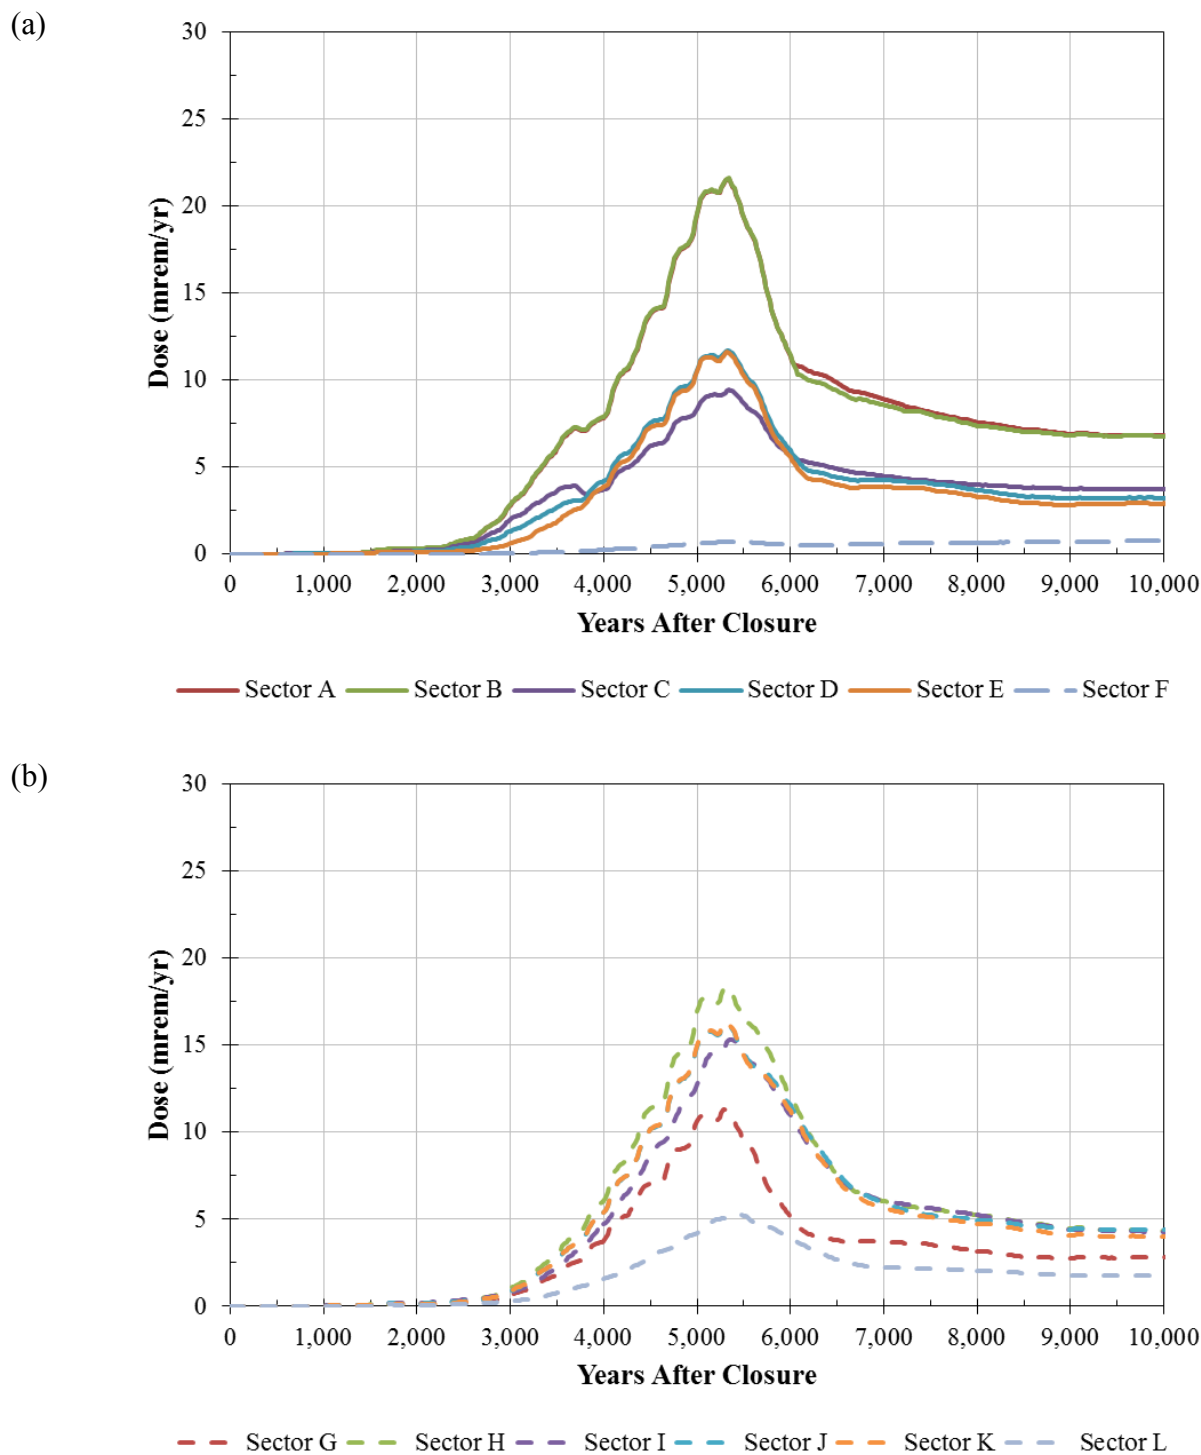 (a)
30
25
20
15
10
5
0
Dose (mrem/yr)
0 1,000 2,000 3,000 4,000 5,000 6,000 7,000 8,000 9,000 10,000
Years After Closure
Sector A Sector B Sector C Sector D Sector E Sector F
(b)
30
25
20
15
10
5
0
Dose (mrem/yr)
0 1,000 2,000 3,000 4,000 5,000 6,000 7,000 8,000 9,000 10,000
Years After Closure
Sector G Sector H Sector I Sector J Sector K Sector L